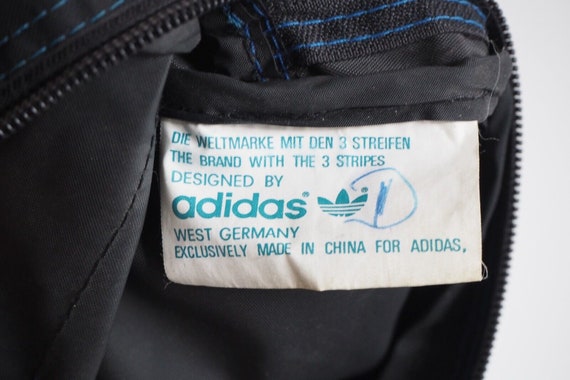 DIE WELTMARKE MIT DEN 3 STREIFEN
THE BRAND WITH THE 3 STRIPES
DESIGNED BY
adidas®
WEST GERMANY
EXCLUSIVELY MADE IN CHINA FOR ADIDAS,